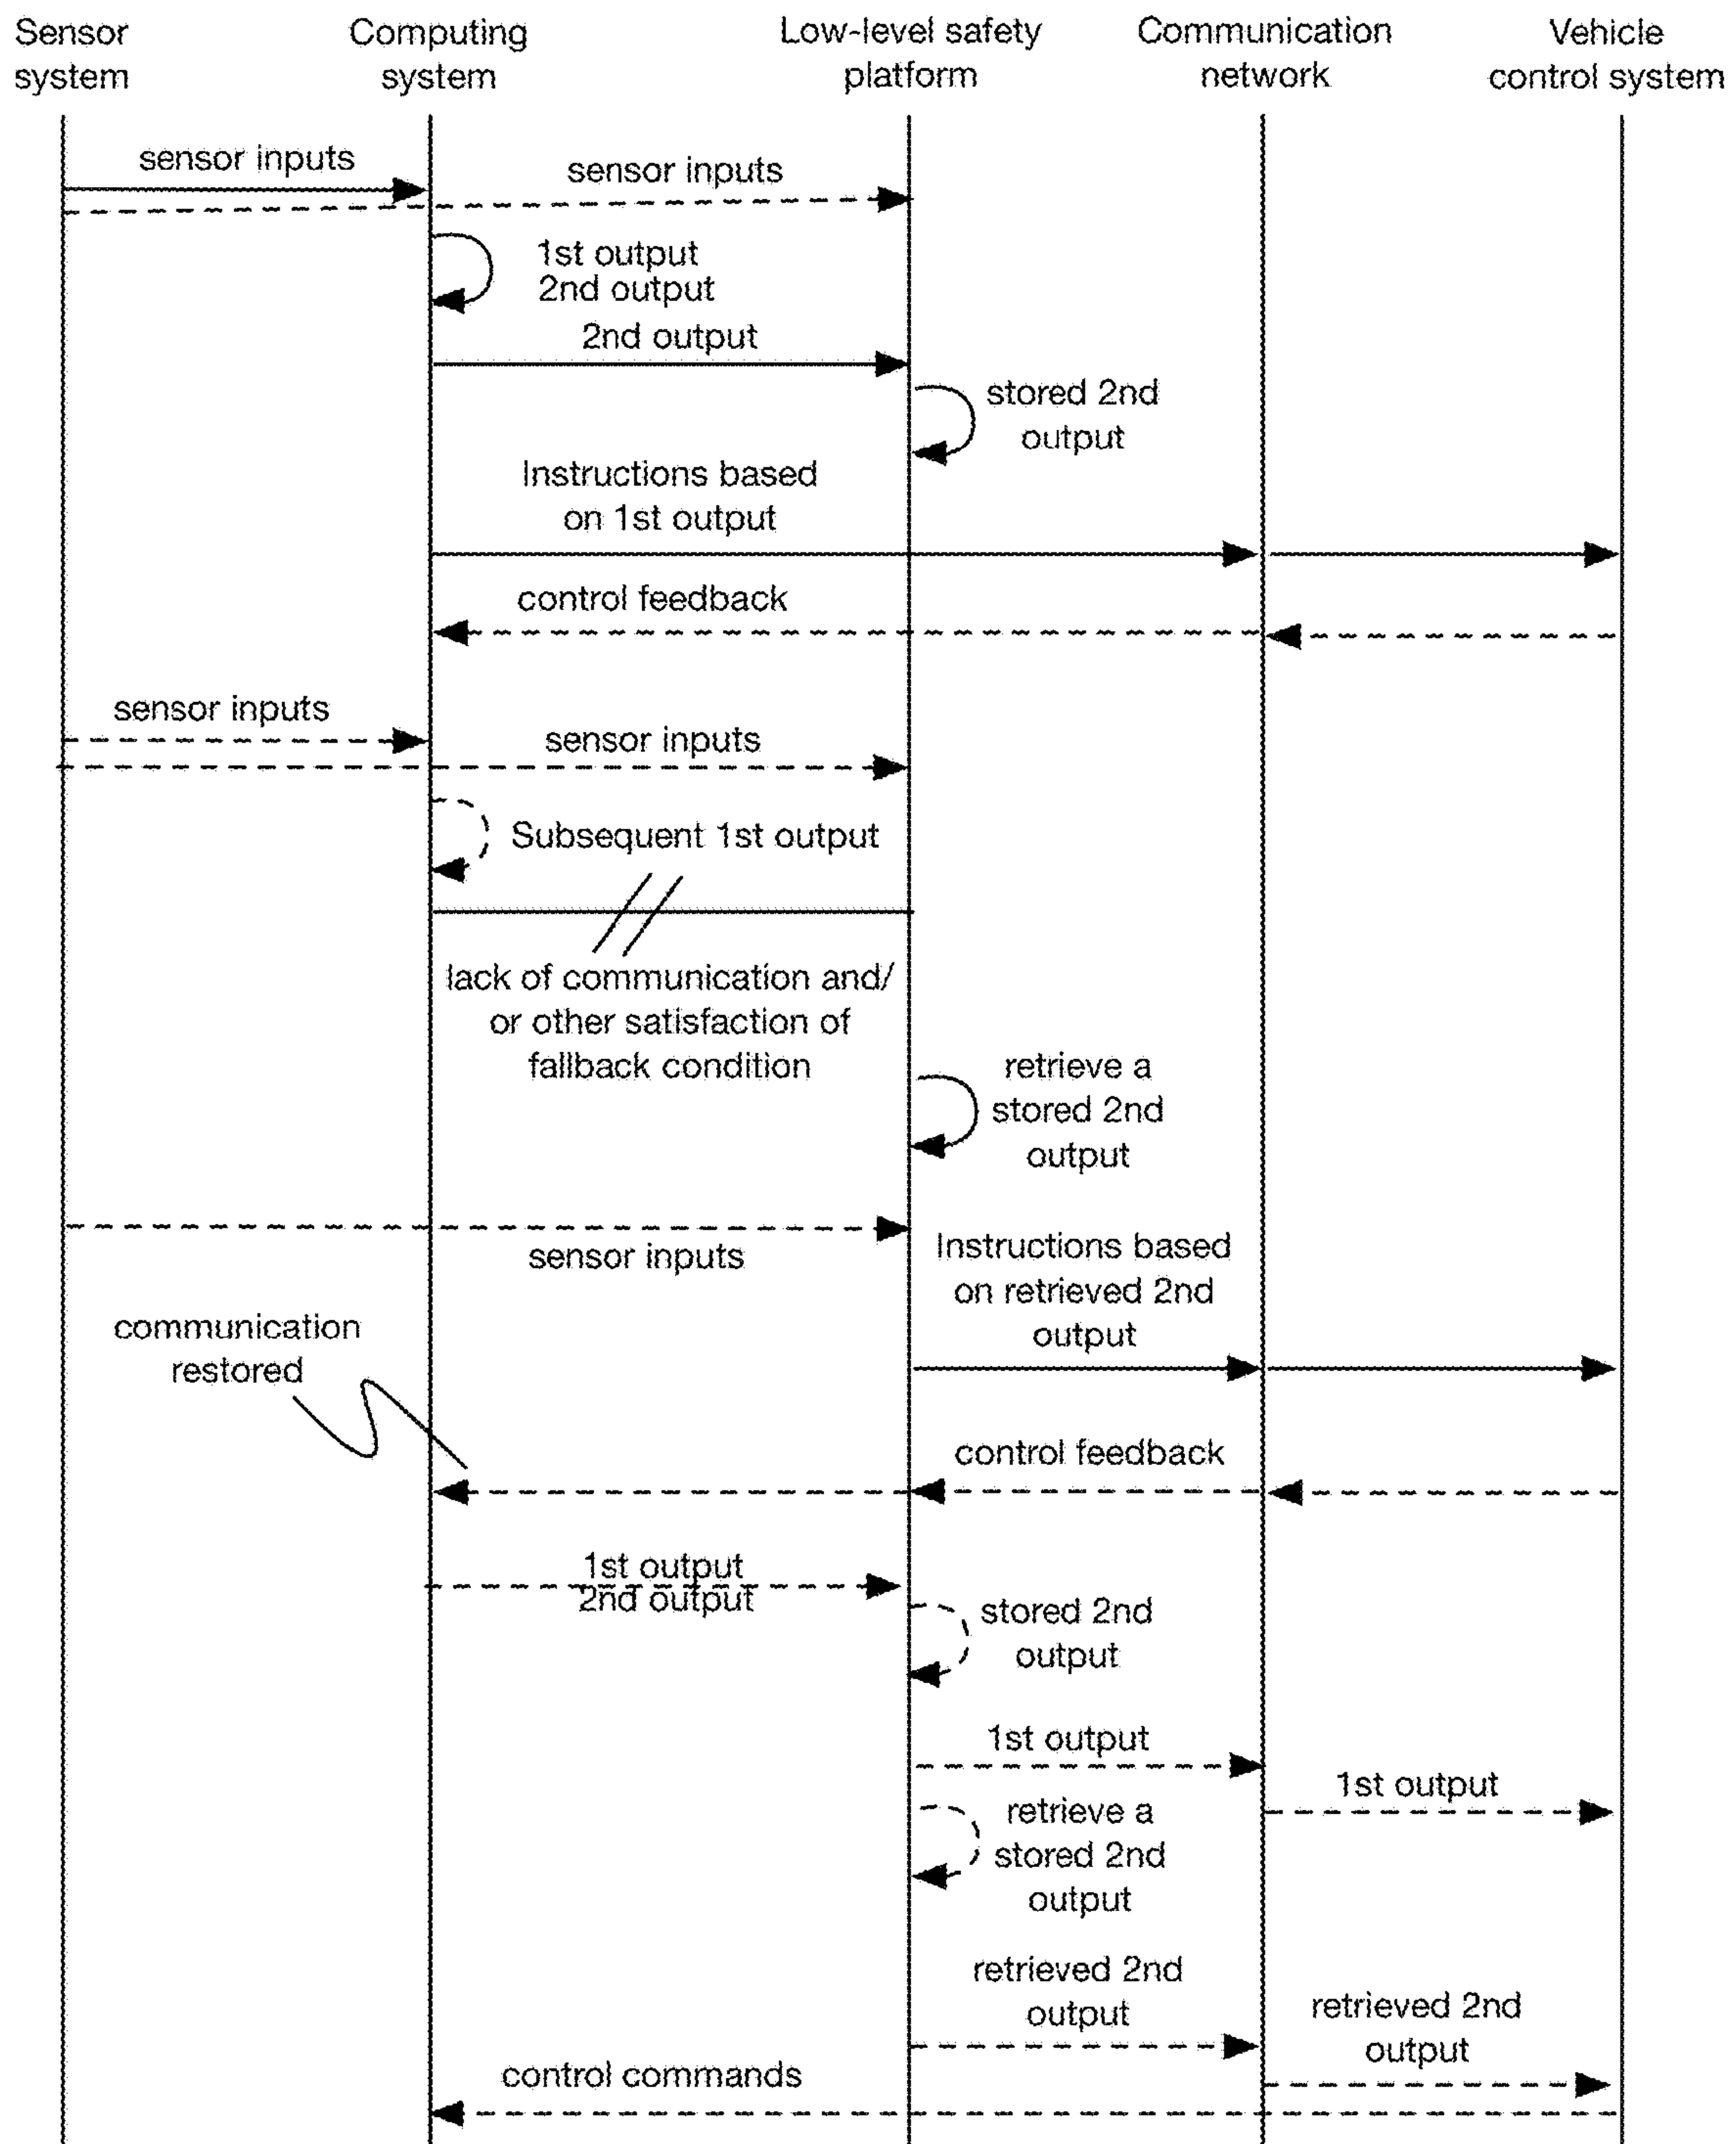 Sensor
system
Computing
system
Low-level safety
platform
Communication
network
Vehicle
control system
sensor inputs
sensor inputs
1st output
2nd output
2nd output
stored 2nd
output
Instructions based
on 1st output
control feedback
sensor inputs
sensor inputs
Subsequent 1st output
lack of communication and/
or other satisfaction of
fallback condition
retrieve a
stored 2nd
output
sensor inputs
Instructions based
on retrieved 2nd
output
communication
restored
control feedback
1st output
2nd output
stored 2nd
output
1st output
1st output
retrieve a
stored 2nd
output
retrieved 2nd
output
retrieved 2nd
output
control commands